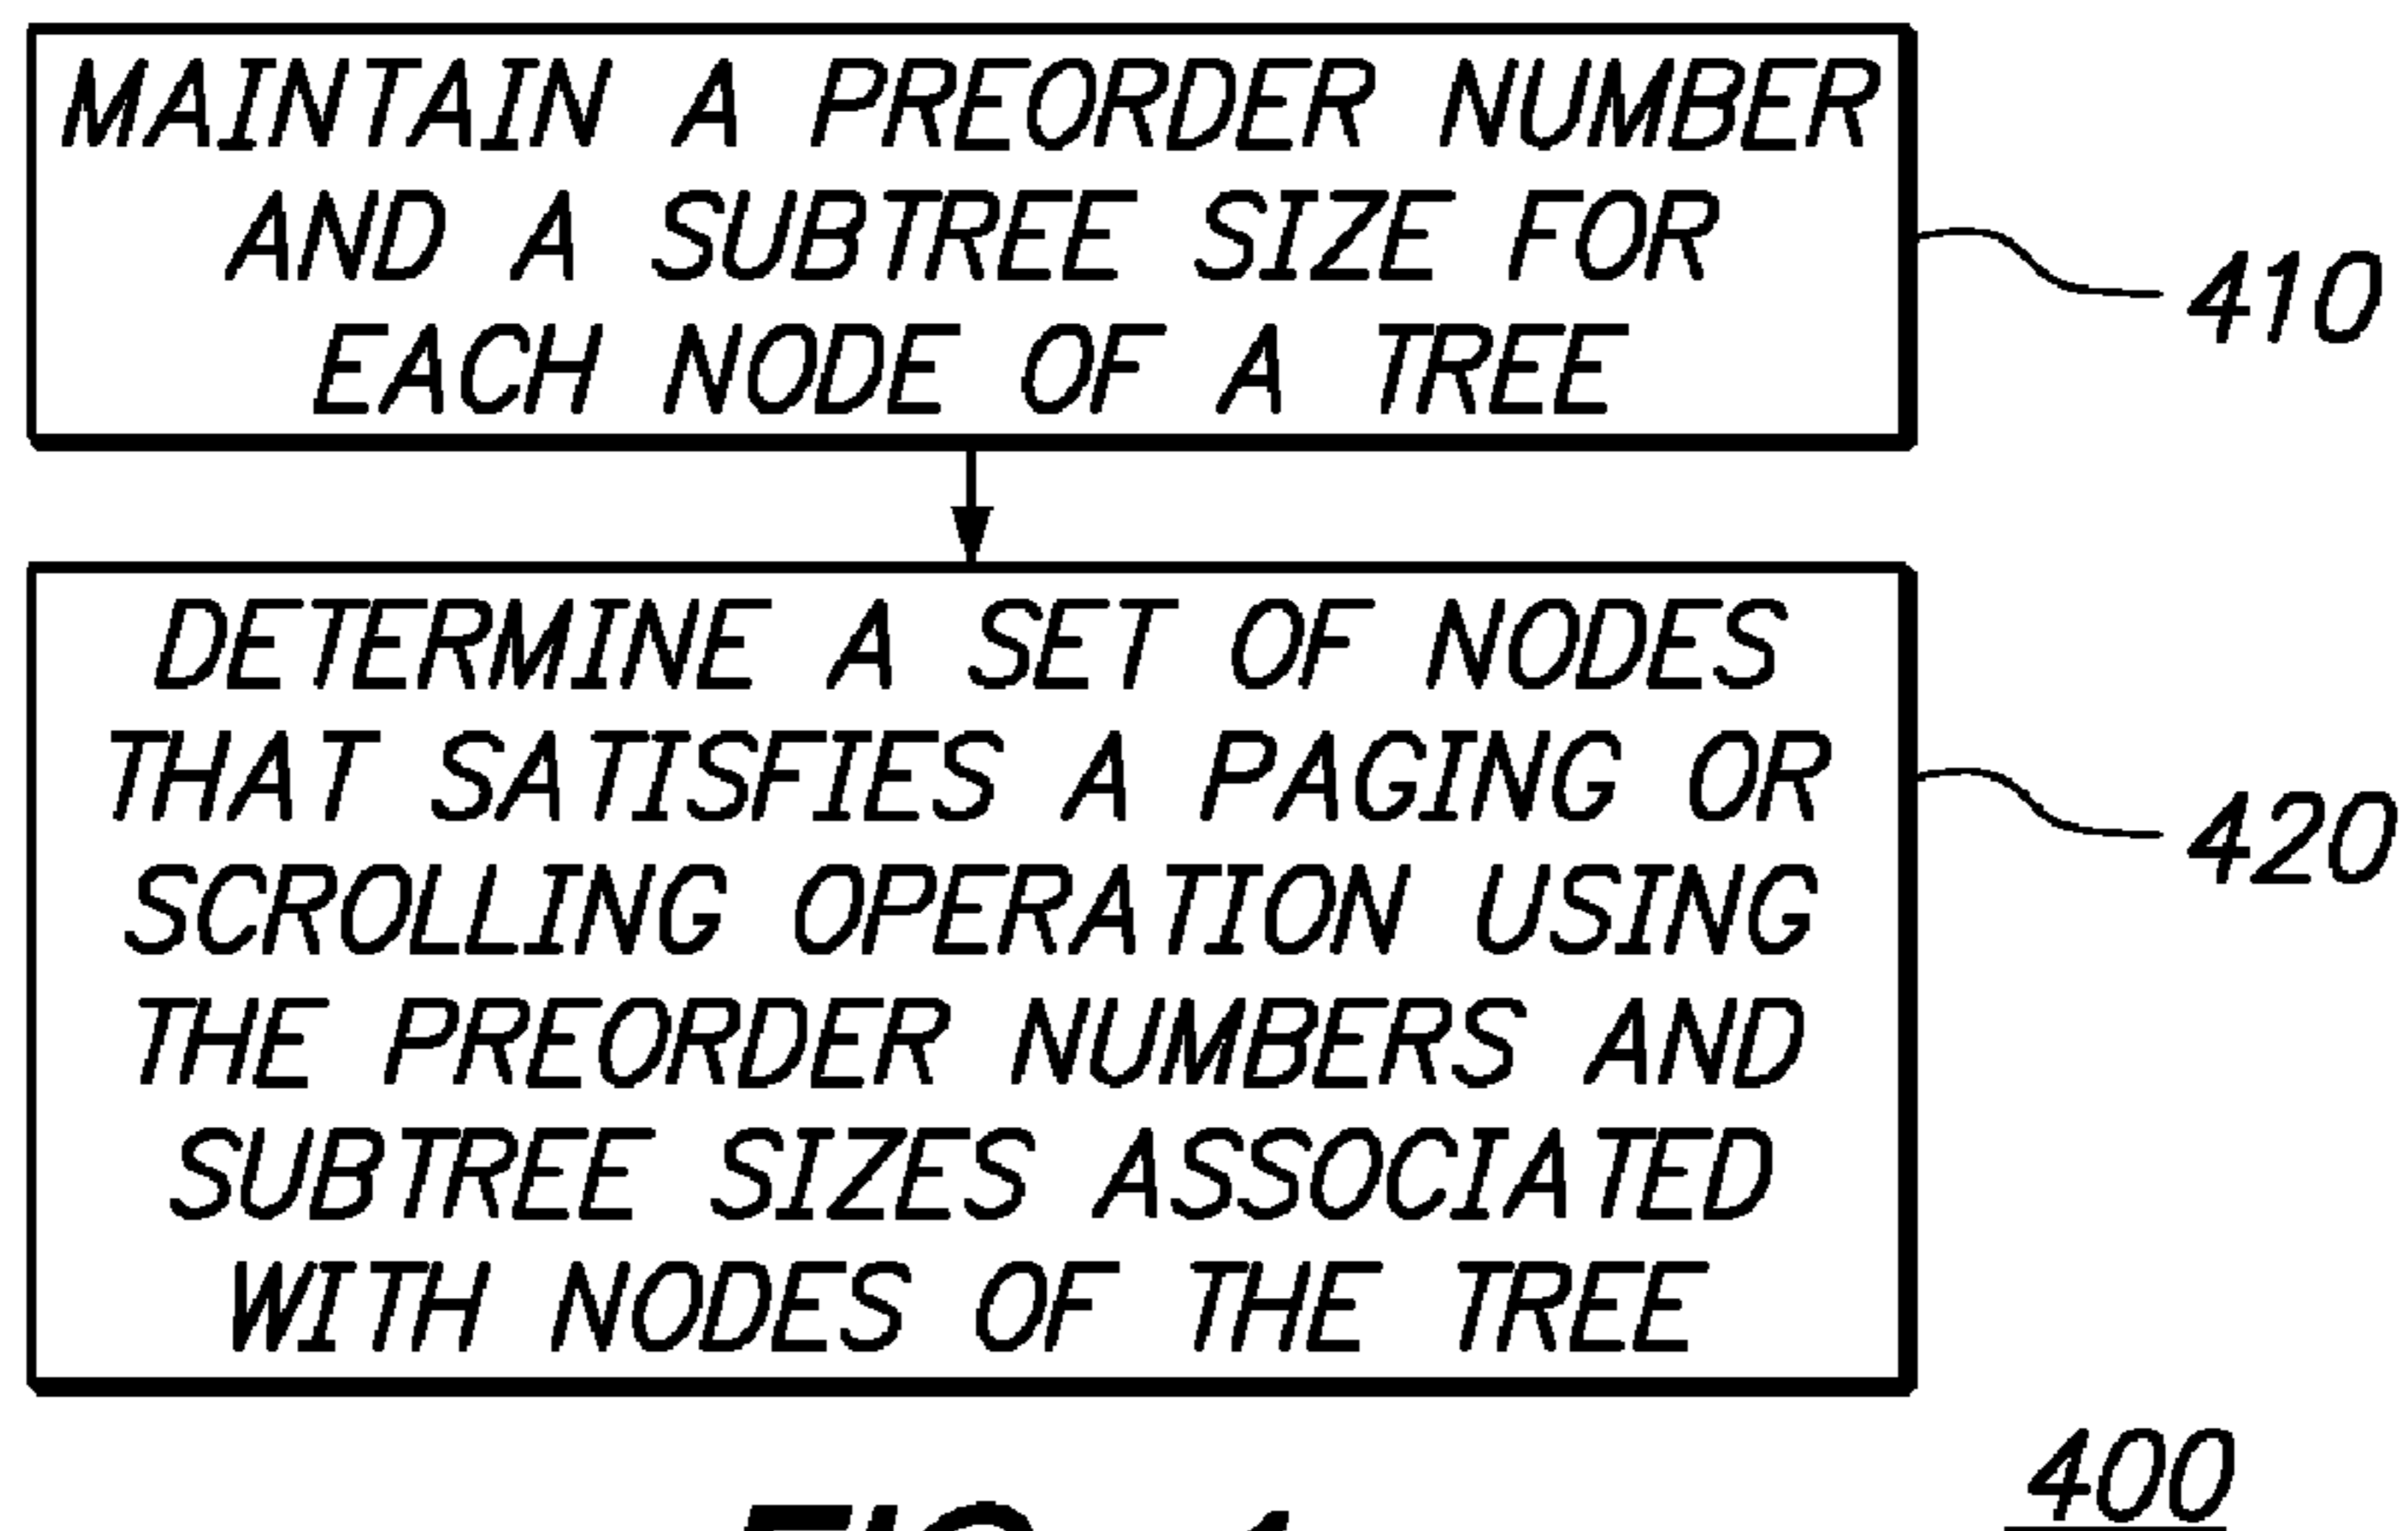 MAINTAIN A PREORDER NUMBER
AND A SUBTREE SIZE FOR
EACH NODE OF A TREE
410
DETERMINE A SET OF NODES
THAT SATISFIES A PAGING OR
SCROLLING OPERATION USING
THE PREORDER NUMBERS AND
SUBTREE SIZES ASSOCIATED
WITH NODES OF THE TREE
420
400